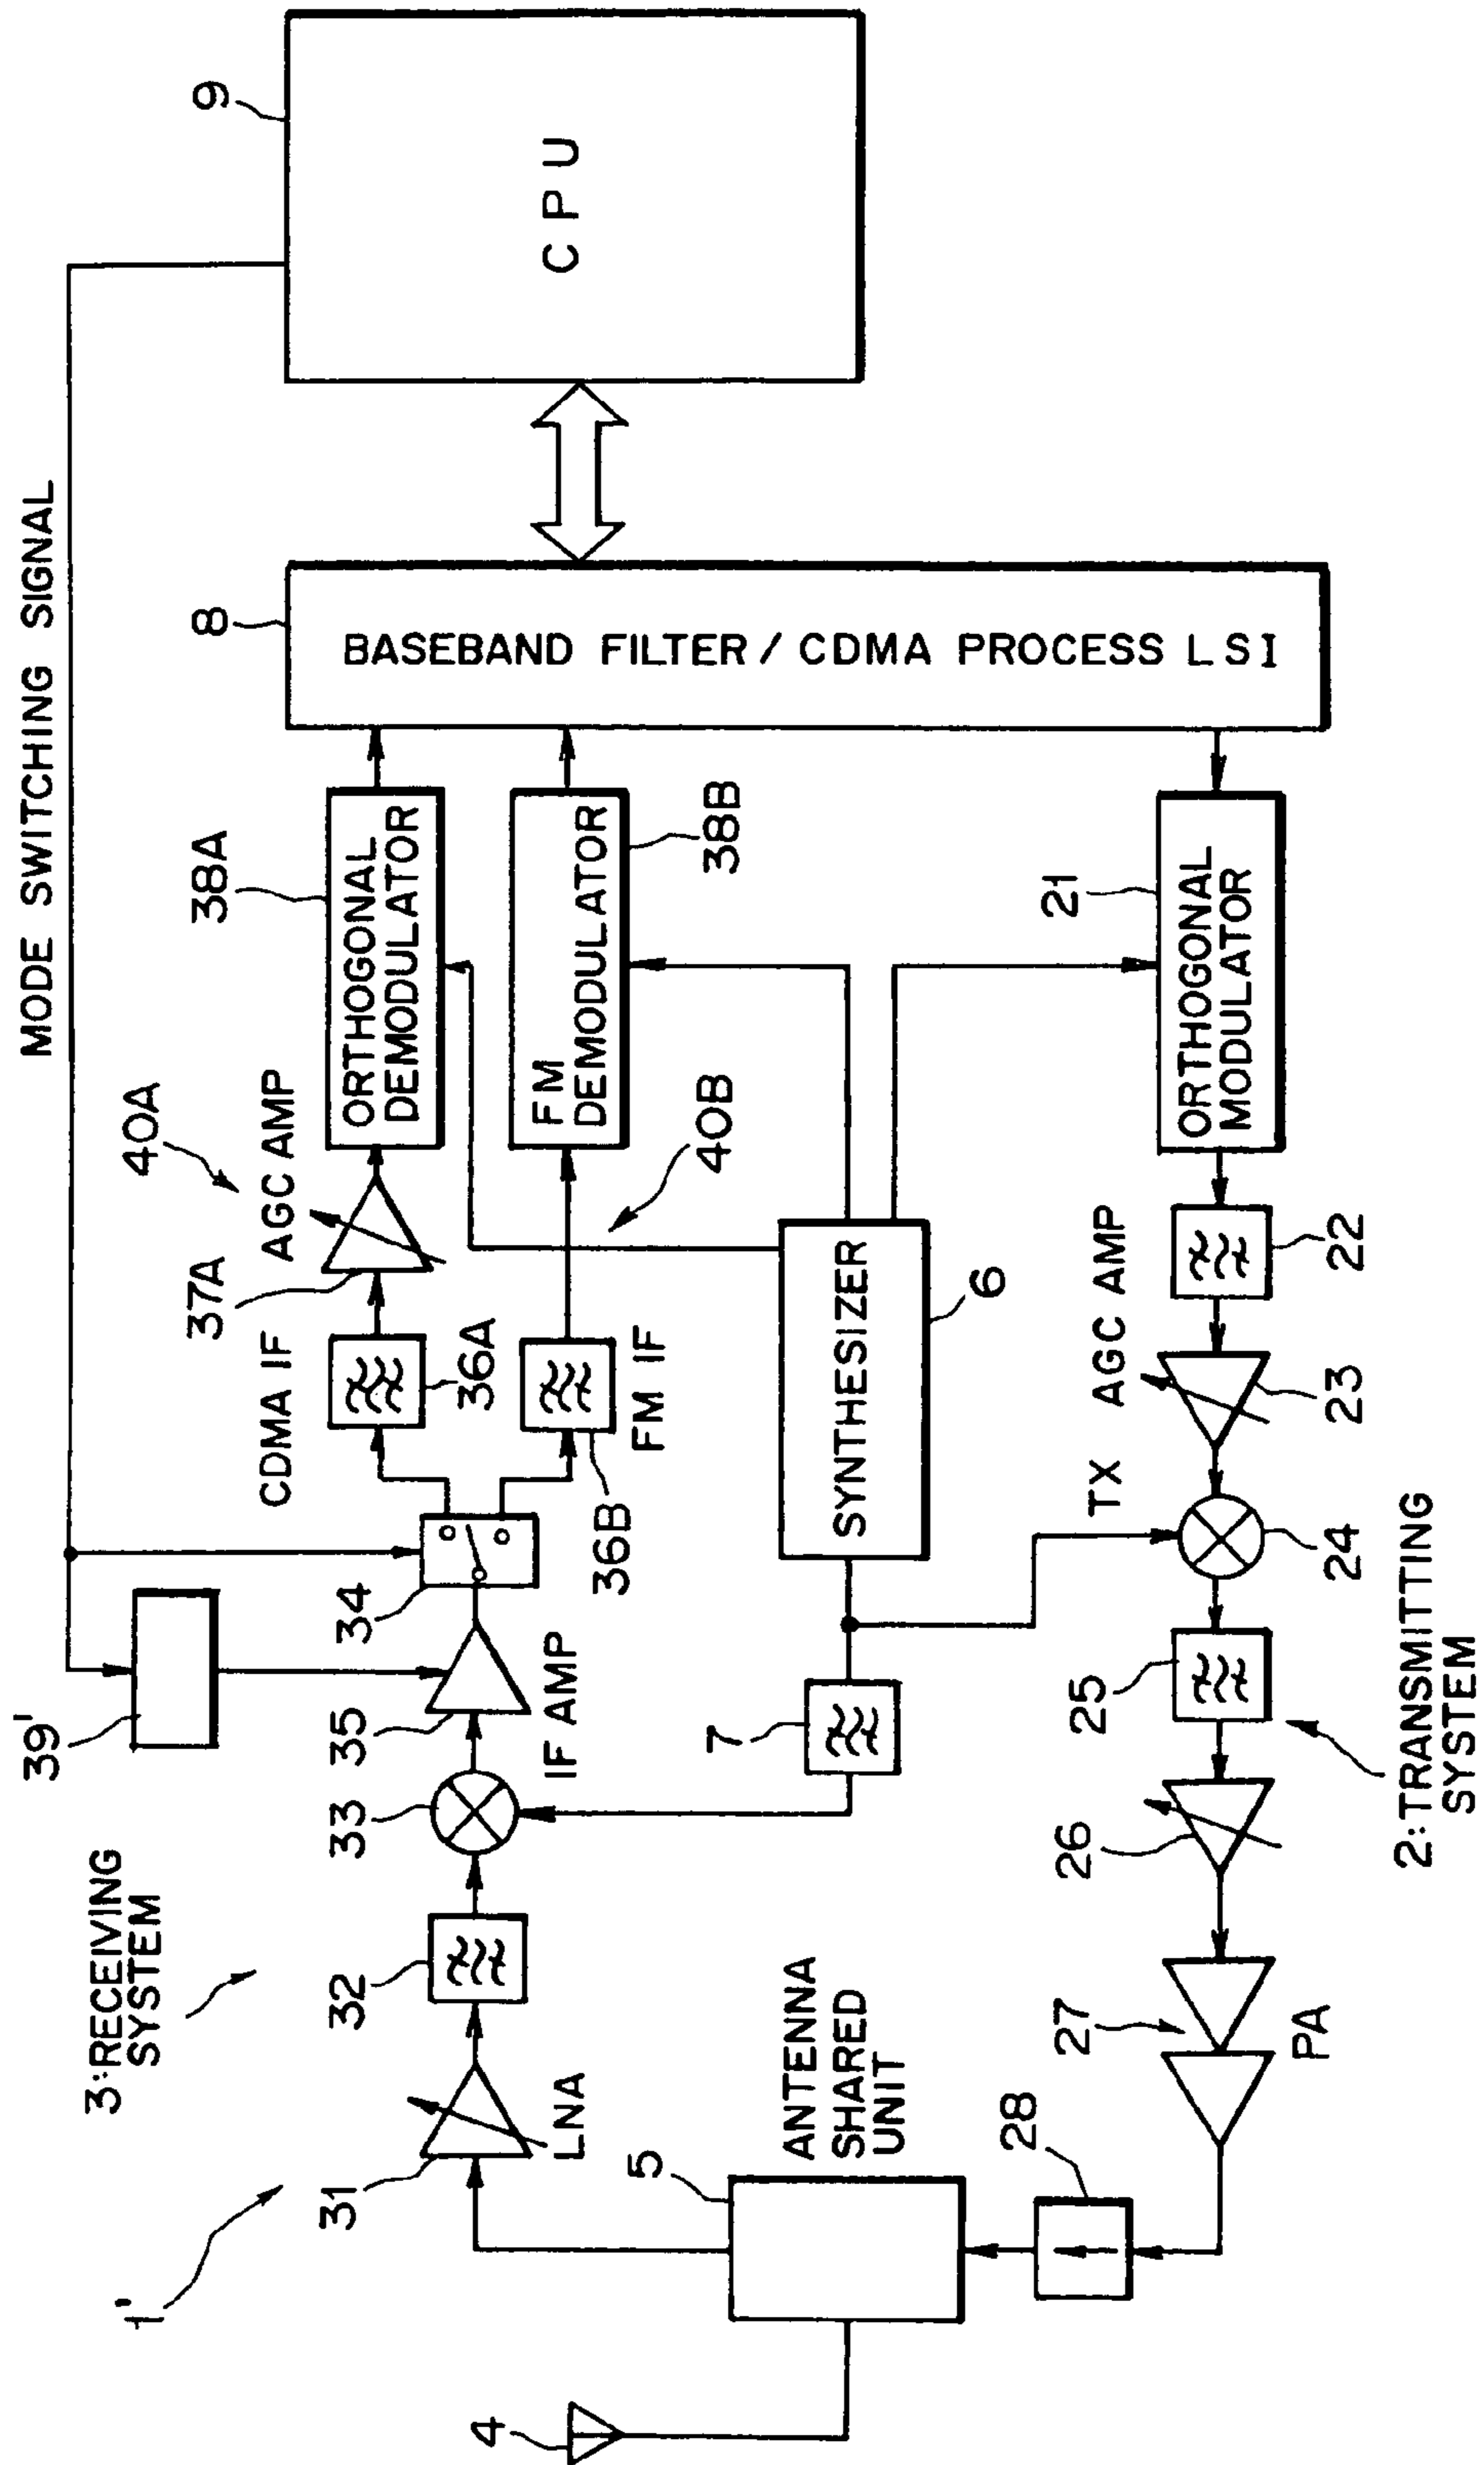 MODE SWITCHING SIGNAL
9
CPU
8
BASEBAND FILTER / CDMA PROCESS LSI
1'
3:RECEIVING
SYSTEM
39'
40A
38A
ORTHOGONAL
DEMODULATOR
AGC AMP
37A
CDMA IF
36A
34
35
IF AMP
33
32
31
LNA
FM
DEMODULATOR
38B
40B
FM IF
36B
SYNTHESIZER
6
7
4
5
ANTENNA
SHARED
UNIT
21
ORTHOGONAL
MODULATOR
22
AGC AMP
23
TX
24
25
26
27
PA
28
2:TRANSMITTING
SYSTEM